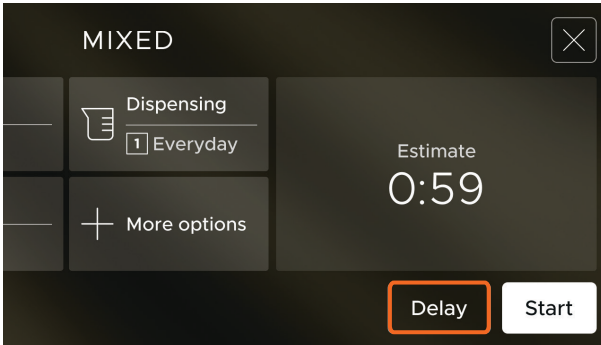 MIXED
Dispensing
1 Everyday
More options
Estimate
0:59
Delay
Start